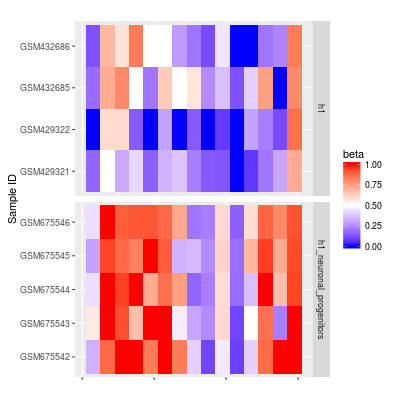 Sample ID
GSM432686
GSM432685
GSM429322
GSM429321
h1
GSM675546
GSM675545
GSM675544
GSM675543
GSM675542
h1_neuronal_progenitors
beta
1.00
0.75
0.50
0.25
0.00